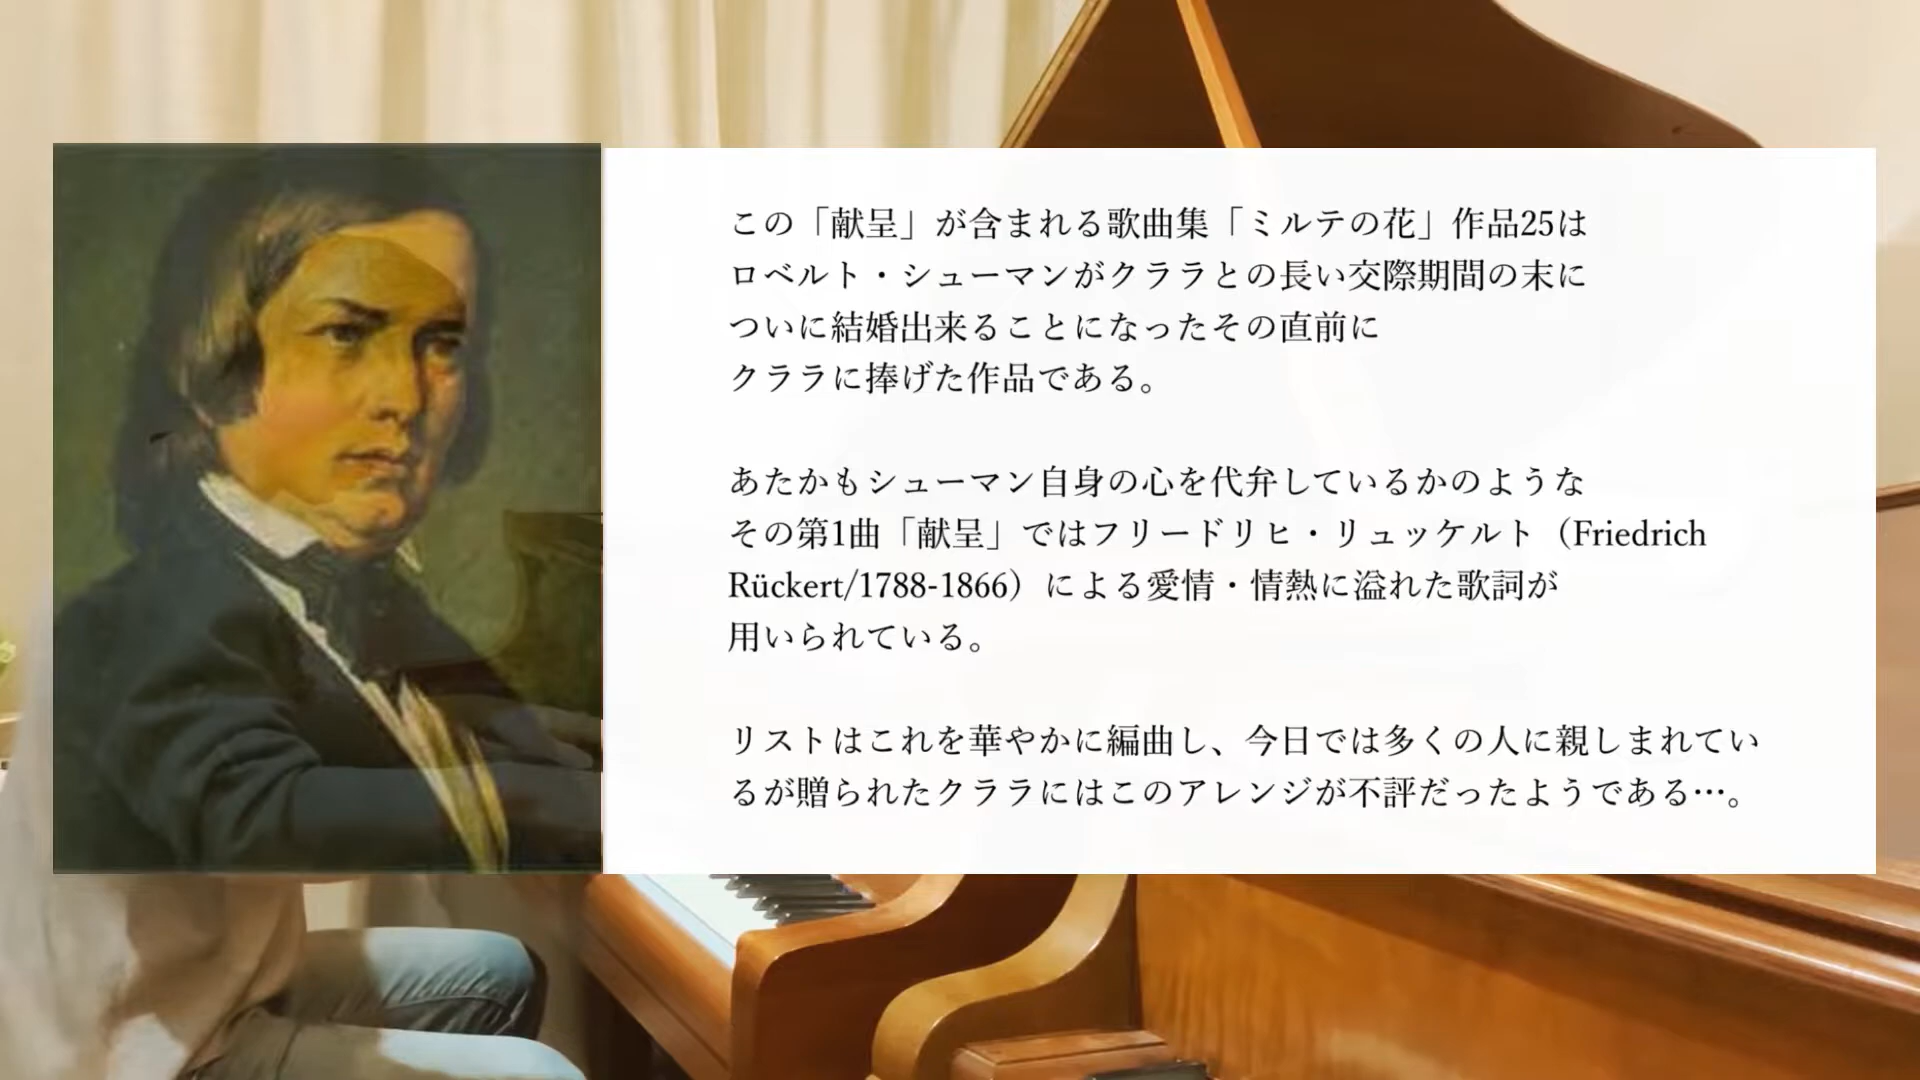 この「献呈」が含まれる歌曲集「ミルテの花」作品25は
ロベルト・シューマンがクララとの長い交際期間の末に
ついに結婚出来ることになったその直前に
クララに捧げた作品である。
あたかもシューマン自身の心を代弁しているかのような
その第1曲「献呈」ではフリードリヒ・リュッケルト（Friedrich
Rückert/1788-1866）による愛情・情熱に溢れた歌詞が
用いられている。
リストはこれを華やかに編曲し、今日では多くの人に親しまれてい
るが贈られたクララにはこのアレンジが不評だったようである…。